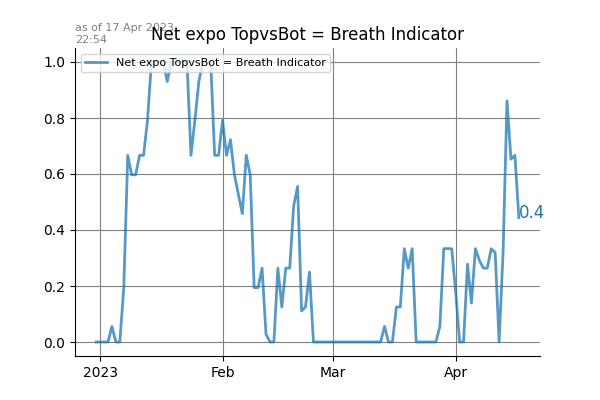 as of 17 Apr 2023
22:54
Net expo TopvsBot = Breath Indicator
Net expo TopvsBot = Breath Indicator
1.0
0.8
0.6
0.4
0.2
0.0
0.4
2023 Feb Mar Apr